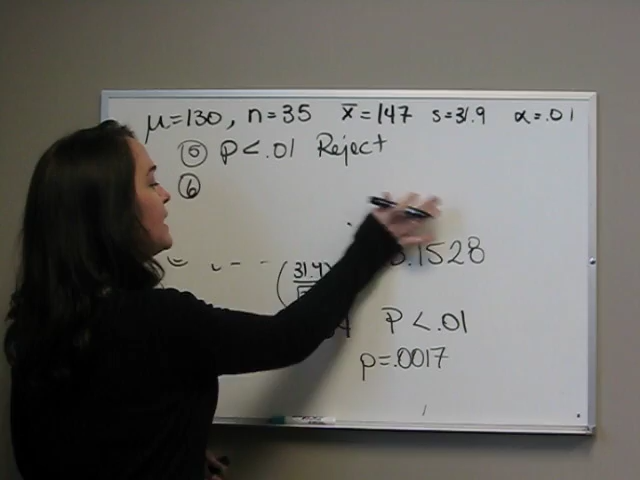 μ=130, n=35 x̄=147 s=31.9 α=.01
⑤ P<.01 Reject
⑥
.1528
(31.9
P<.01
p=.0017